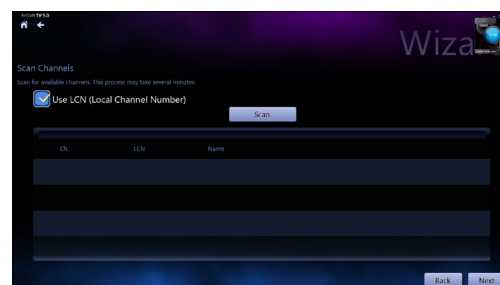 ArcSoft TV 5.0
Wiza
Scan Channels
Scan for available channels. This process may take several minutes.
Use LCN (Local Channel Number)
Scan
Ch. LCN Name
Back Next